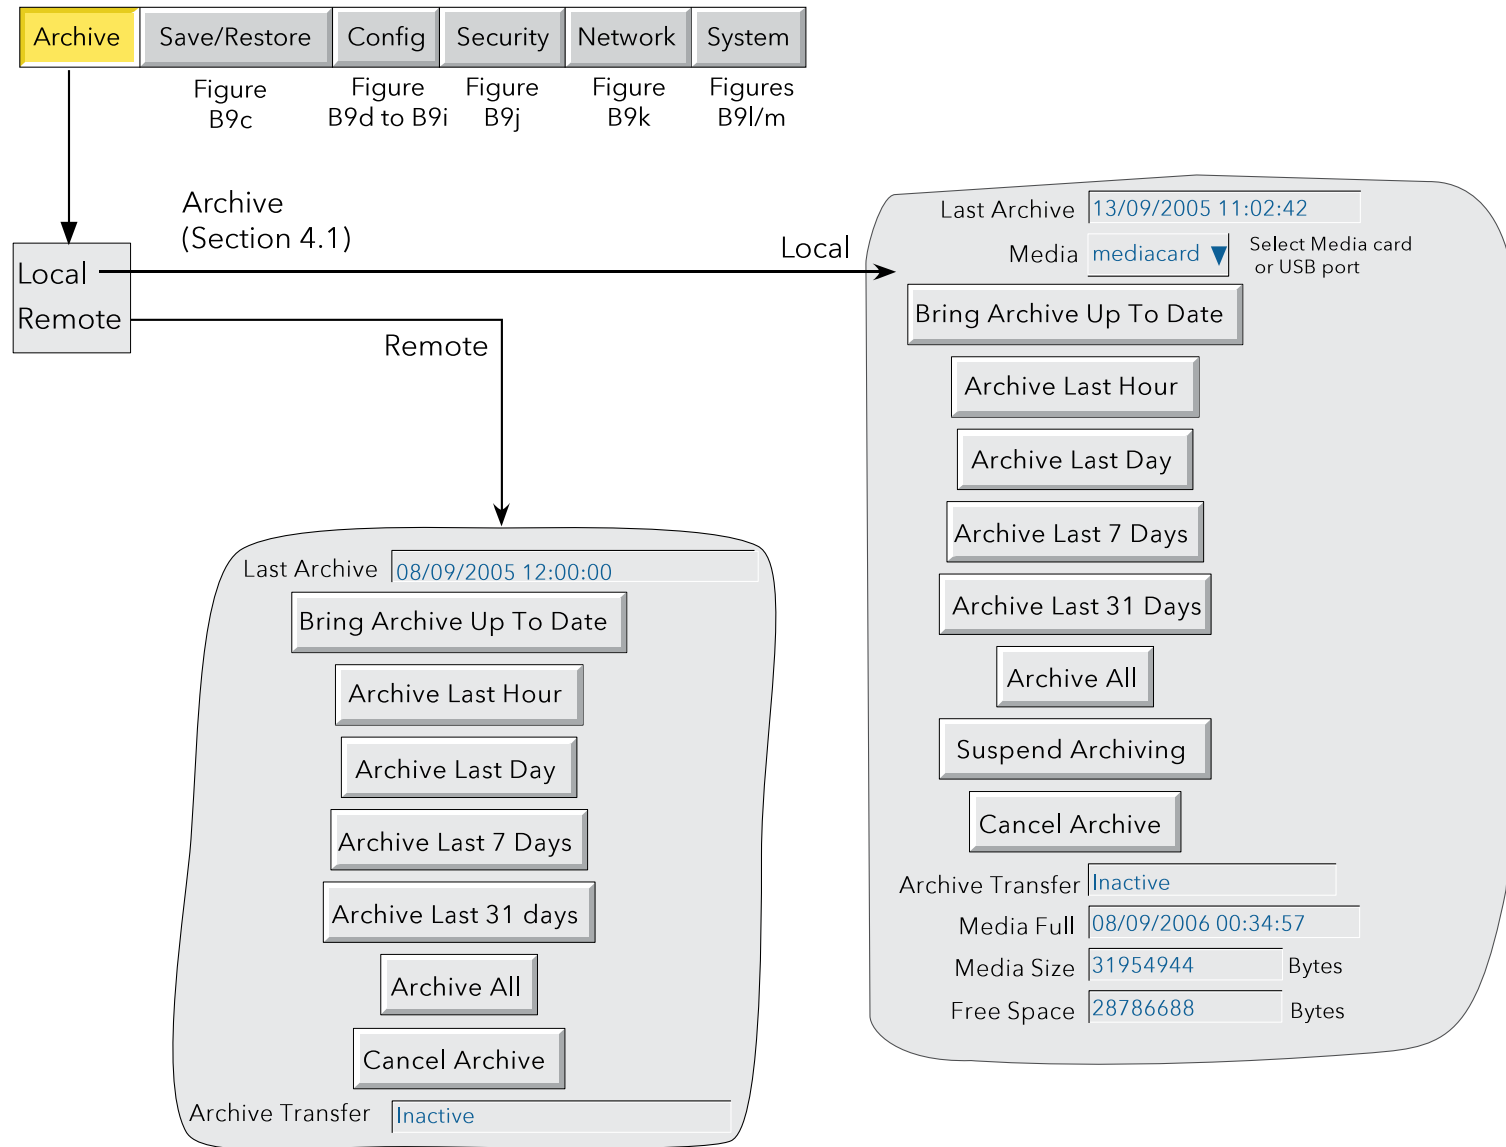 Archive Save/Restore Config Security Network System
Figure B9c
Figure B9d to B9i
Figure B9j
Figure B9k
Figures B9l/m
Archive
(Section 4.1)
Local
Remote
Local
Remote
Last Archive 13/09/2005 11:02:42
Media mediacard Select Media card
or USB port
Bring Archive Up To Date
Archive Last Hour
Archive Last Day
Archive Last 7 Days
Archive Last 31 Days
Archive All
Suspend Archiving
Cancel Archive
Archive Transfer Inactive
Media Full 08/09/2006 00:34:57
Media Size 31954944 Bytes
Free Space 28786688 Bytes
Last Archive 08/09/2005 12:00:00
Bring Archive Up To Date
Archive Last Hour
Archive Last Day
Archive Last 7 Days
Archive Last 31 days
Archive All
Cancel Archive
Archive Transfer Inactive